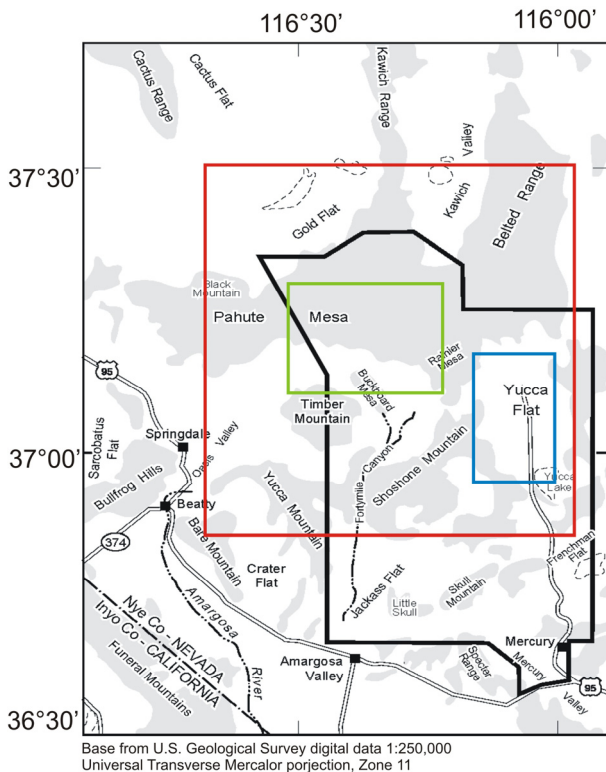 116°30'
116°00'
Cactus Range
Cactus Flat
Kawich Range
Kawich
Valley
Belted Range
37°30'
Gold Flat
Black
Mountain
Pahute
Mesa
Rainier
Mesa
Buckboard
Mesa
Timber
Mountain
Yucca
Flat
95
Springdale
Sarcobatus
Flat
Oasis Valley
37°00'
Bullfrog Hills
Beatty
Fortymile
Canyon
Shoshone Mountain
Yucca
Lake
Yucca Mountain
Bare Mountain
374
Crater
Flat
Jackass Flat
Little
Skull
Skull
Mountain
Frenchman
Flat
Nye Co - NEVADA
Inyo Co - CALIFORNIA
Funeral Mountains
Amargosa
River
Amargosa
Valley
Specter
Range
Mercury
Mercury
Valley
95
36°30'
Base from U.S. Geological Survey digital data 1:250,000
Universal Transverse Mercalor porjection, Zone 11